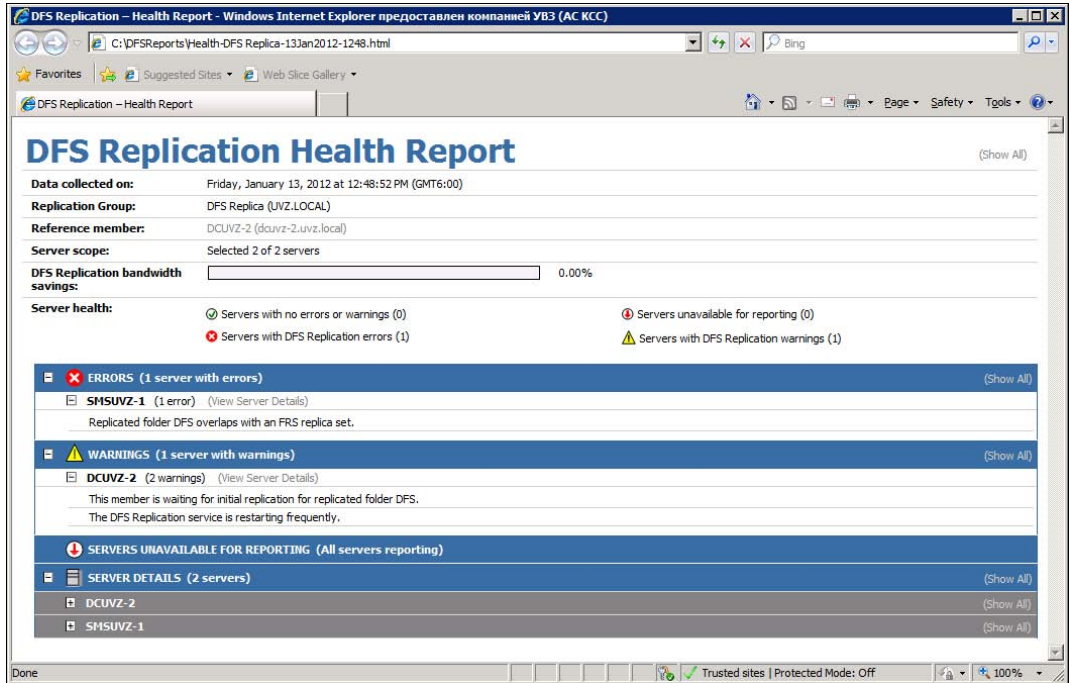 DFS Replication – Health Report - Windows Internet Explorer предоставлен компанией УВЗ (АС КСС)
C:\DFSReports\Health-DFS Replica-13Jan2012-1248.html
Bing
Favorites Suggested Sites Web Slice Gallery
DFS Replication – Health Report Page Safety Tools
DFS Replication Health Report (Show All)
Data collected on: Friday, January 13, 2012 at 12:48:52 PM (GMT6:00)
Replication Group: DFS Replica (UVZ.LOCAL)
Reference member: DCUVZ-2 (dcuvz-2.uvz.local)
Server scope: Selected 2 of 2 servers
DFS Replication bandwidth savings: 0.00%
Server health:
Servers with no errors or warnings (0) Servers unavailable for reporting (0)
Servers with DFS Replication errors (1) Servers with DFS Replication warnings (1)
ERRORS (1 server with errors) (Show All)
SMSUVZ-1 (1 error) (View Server Details)
Replicated folder DFS overlaps with an FRS replica set.
WARNINGS (1 server with warnings) (Show All)
DCUVZ-2 (2 warnings) (View Server Details)
This member is waiting for initial replication for replicated folder DFS.
The DFS Replication service is restarting frequently.
SERVERS UNAVAILABLE FOR REPORTING (All servers reporting)
SERVER DETAILS (2 servers) (Show All)
DCUVZ-2 (Show All)
SMSUVZ-1 (Show All)
Done Trusted sites | Protected Mode: Off 100%